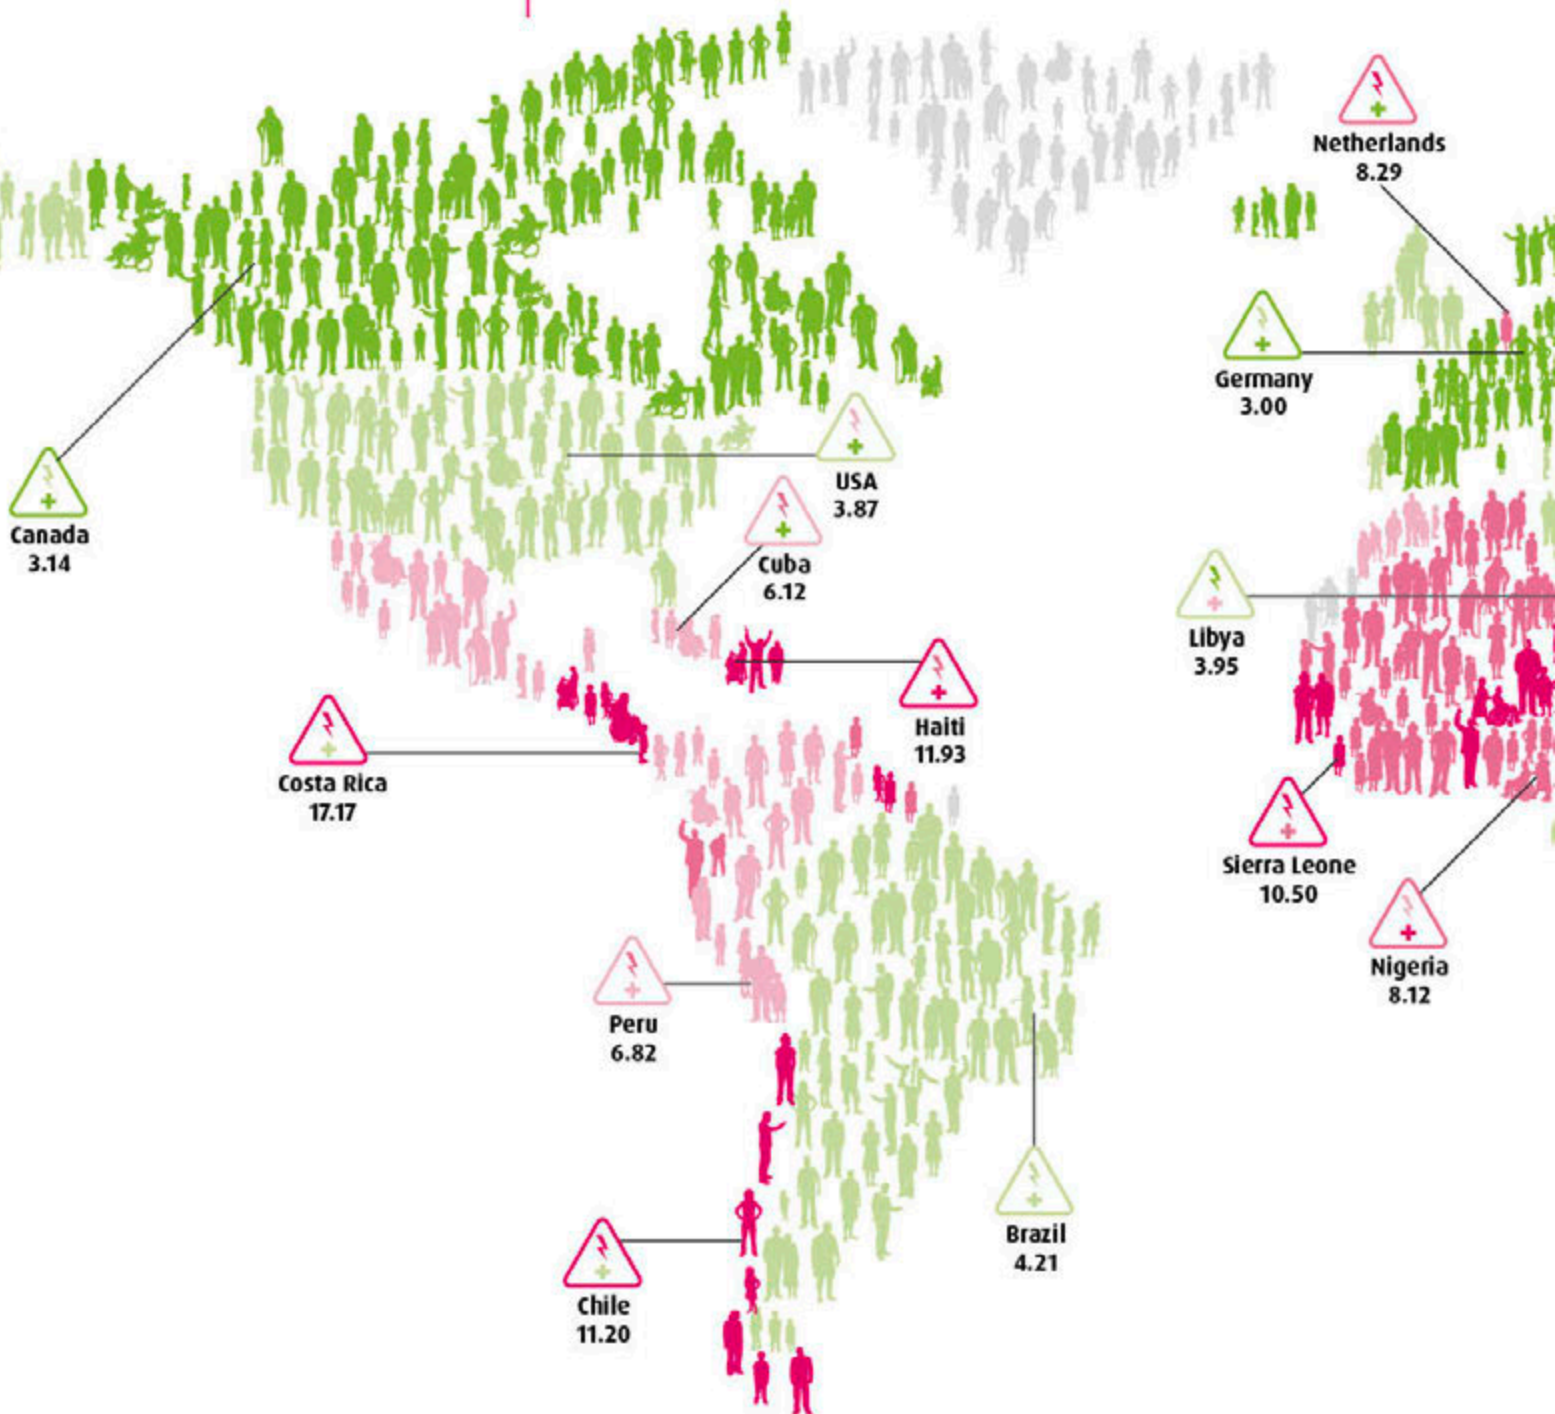 Netherlands
8.29
Germany
3.00
USA
3.87
Canada
3.14
Cuba
6.12
Libya
3.95
Haiti
11.93
Costa Rica
17.17
Sierra Leone
10.50
Nigeria
8.12
Peru
6.82
Brazil
4.21
Chile
11.20